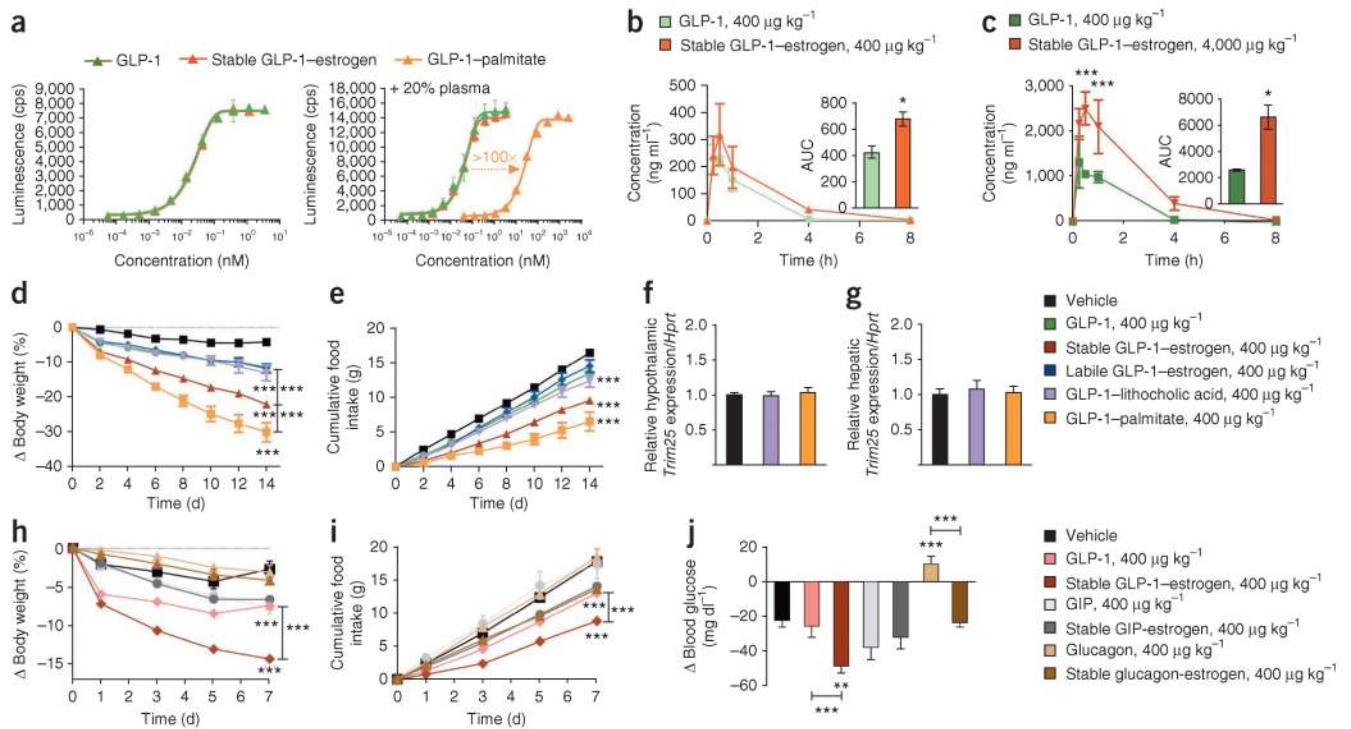 a
GLP-1
Stable GLP-1–estrogen
GLP-1–palmitate
Luminescence (cps)
9,000
8,000
7,000
6,000
5,000
4,000
3,000
2,000
1,000
0
10⁻⁵ 10⁻⁴ 10⁻³ 10⁻² 10⁻¹ 10⁰ 10¹
Concentration (nM)
+ 20% plasma
>100×
Luminescence (cps)
18,000
16,000
14,000
12,000
10,000
8,000
6,000
4,000
2,000
0
10⁻⁵ 10⁻⁴ 10⁻³ 10⁻² 10⁻¹ 10⁰ 10¹ 10² 10³ 10⁴
Concentration (nM)
b
GLP-1, 400 µg kg⁻¹
Stable GLP-1–estrogen, 400 µg kg⁻¹
Concentration
(ng ml⁻¹)
500
400
300
200
100
0
0 2 4 6 8
Time (h)
AUC
800
600
400
200
0
*
c
GLP-1, 400 µg kg⁻¹
Stable GLP-1–estrogen, 4,000 µg kg⁻¹
Concentration
(ng ml⁻¹)
3,000
2,000
1,000
0
***
***
0 2 4 6 8
Time (h)
AUC
8000
6000
4000
2000
0
*
d
Δ Body weight (%)
0
–10
–20
–30
–40
*** ***
*** ***
***
0 2 4 6 8 10 12 14
Time (d)
e
Cumulative food
intake (g)
20
15
10
5
0
***
***
***
0 2 4 6 8 10 12 14
Time (d)
f
Relative hypothalamic
Trim25 expression/Hprt
2.0
1.5
1.0
0.5
0
g
Relative hepatic
Trim25 expression/Hprt
2.0
1.5
1.0
0.5
0
Vehicle
GLP-1, 400 µg kg⁻¹
Stable GLP-1–estrogen, 400 µg kg⁻¹
Labile GLP-1–estrogen, 400 µg kg⁻¹
GLP-1–lithocholic acid, 400 µg kg⁻¹
GLP-1–palmitate, 400 µg kg⁻¹
h
Δ Body weight (%)
0
–5
–10
–15
***
***
***
0 1 2 3 4 5 6 7
Time (d)
i
Cumulative food
intake (g)
20
15
10
5
0
***
***
***
0 1 2 3 4 5 6 7
Time (d)
j
Δ Blood glucose
(mg dl⁻¹)
20
0
–20
–40
–60
***
***
**
***
Vehicle
GLP-1, 400 µg kg⁻¹
Stable GLP-1–estrogen, 400 µg kg⁻¹
GIP, 400 µg kg⁻¹
Stable GIP-estrogen, 400 µg kg⁻¹
Glucagon, 400 µg kg⁻¹
Stable glucagon-estrogen, 400 µg kg⁻¹